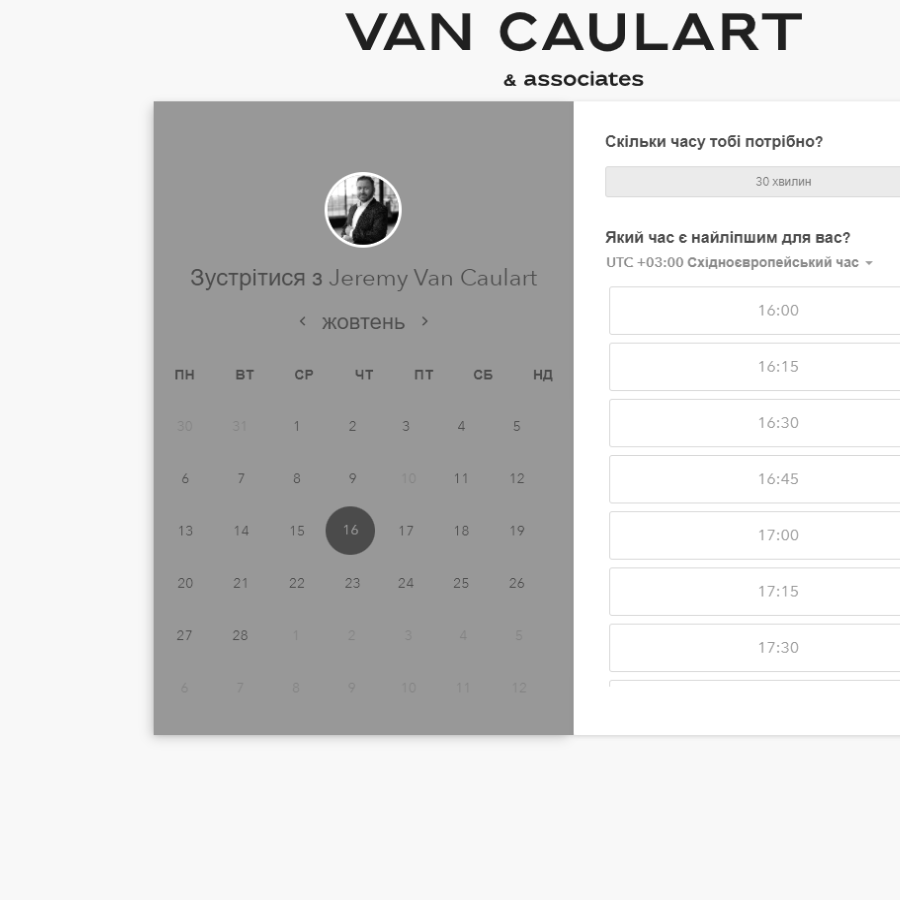 VAN CAULART
& associates
Зустрітися з Jeremy Van Caulart
жовтень
ПН ВТ СР ЧТ ПТ СБ НД
30 31 1 2 3 4 5
6 7 8 9 10 11 12
13 14 15 16 17 18 19
20 21 22 23 24 25 26
27 28 1 2 3 4 5
6 7 8 9 10 11 12
Скільки часу тобі потрібно?
30 хвилин
Який час є найліпшим для вас?
UTC +03:00 Східноєвропейський час
16:00
16:15
16:30
16:45
17:00
17:15
17:30